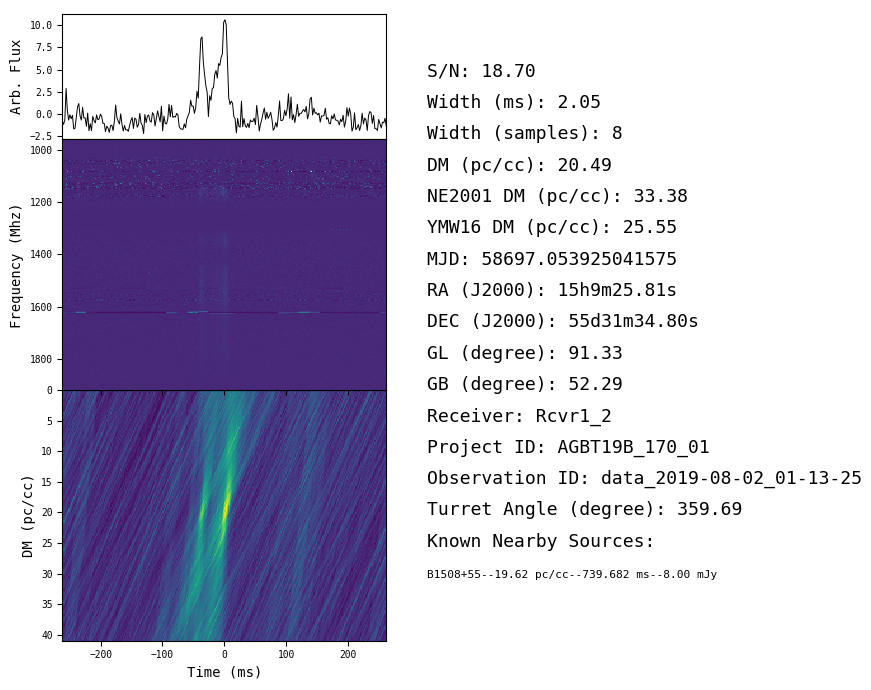 10.0
7.5
5.0
2.5
0.0
−2.5
Arb. Flux
1000
1200
1400
1600
1800
Frequency (Mhz)
0
5
10
15
20
25
30
35
40
DM (pc/cc)
−200
−100
0
100
200
Time (ms)
S/N: 18.70
Width (ms): 2.05
Width (samples): 8
DM (pc/cc): 20.49
NE2001 DM (pc/cc): 33.38
YMW16 DM (pc/cc): 25.55
MJD: 58697.053925041575
RA (J2000): 15h9m25.81s
DEC (J2000): 55d31m34.80s
GL (degree): 91.33
GB (degree): 52.29
Receiver: Rcvr1_2
Project ID: AGBT19B_170_01
Observation ID: data_2019-08-02_01-13-25
Turret Angle (degree): 359.69
Known Nearby Sources:
B1508+55--19.62 pc/cc--739.682 ms--8.00 mJy